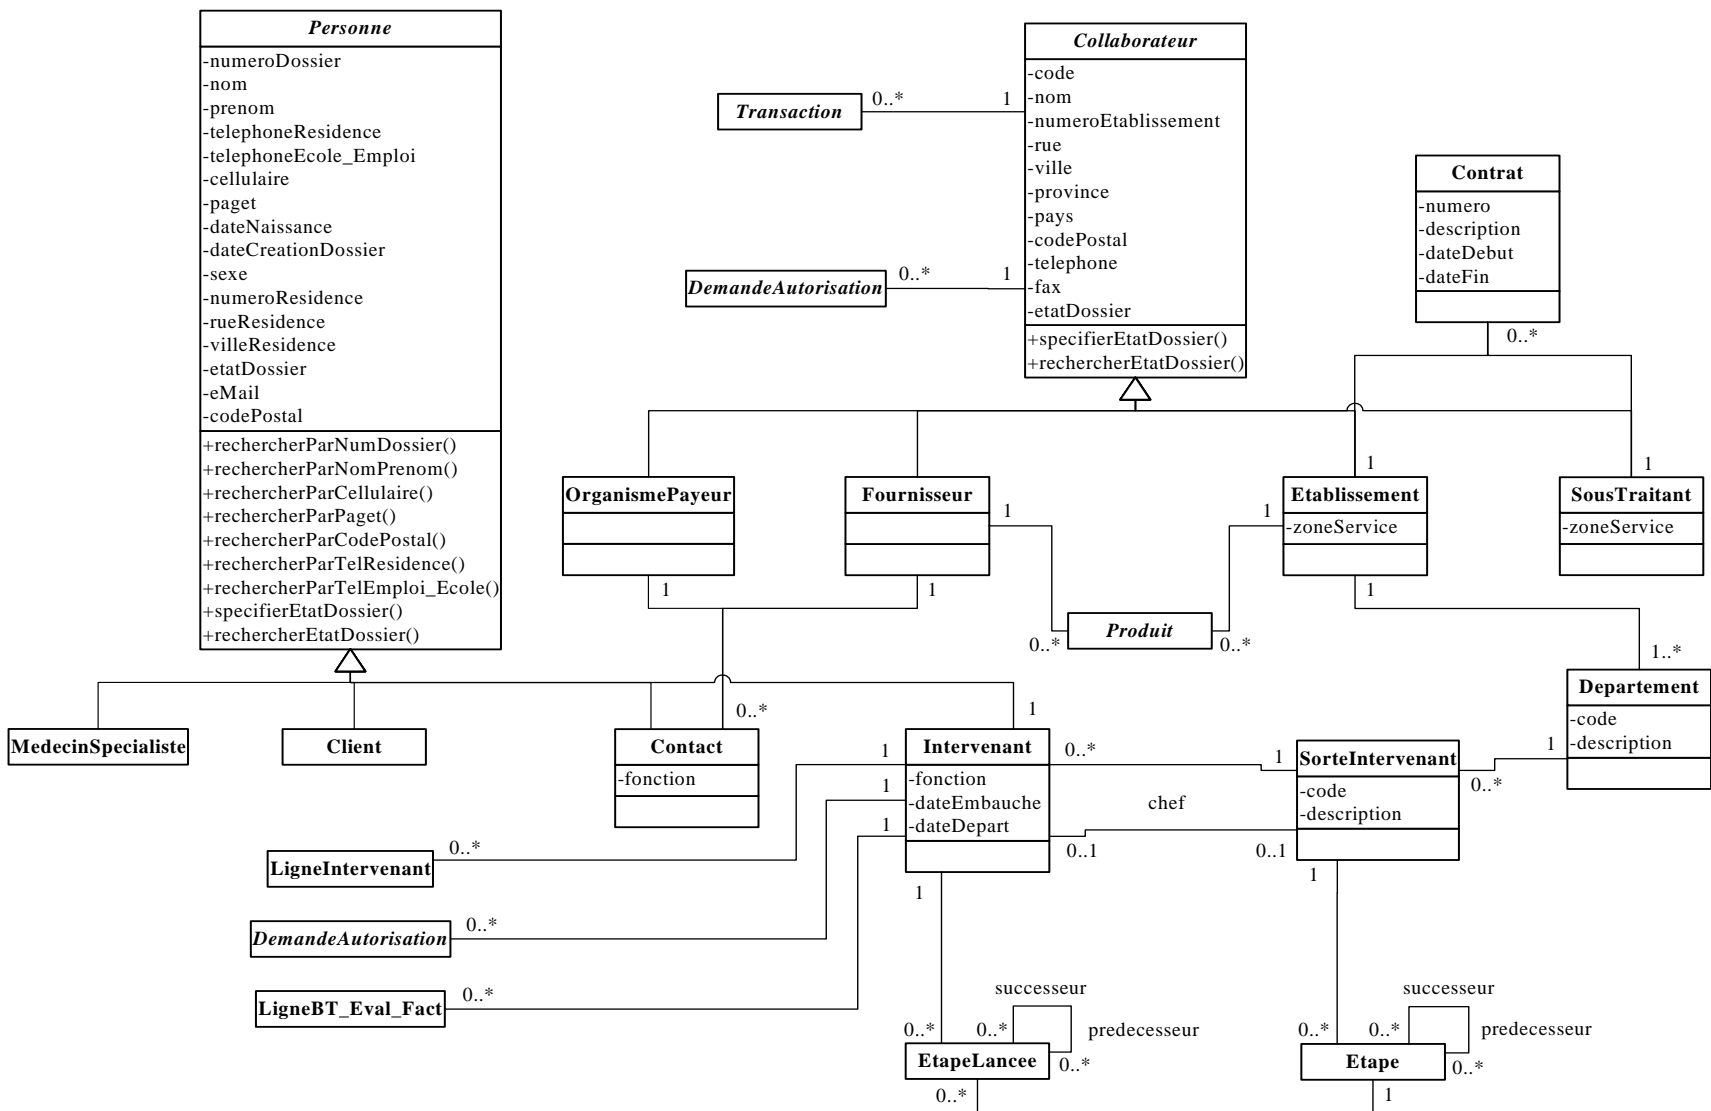 Personne
-numeroDossier
-nom
-prenom
-telephoneResidence
-telephoneEcole_Emploi
-cellulaire
-paget
-dateNaissance
-dateCreationDossier
-sexe
-numeroResidence
-rueResidence
-villeResidence
-etatDossier
-eMail
-codePostal
+rechercherParNumDossier()
+rechercherParNomPrenom()
+rechercherParCellulaire()
+rechercherParPaget()
+rechercherParCodePostal()
+rechercherParTelResidence()
+rechercherParTelEmploi_Ecole()
+specifierEtatDossier()
+rechercherEtatDossier()
Transaction
0..*
1
DemandeAutorisation
0..*
1
Collaborateur
-code
-nom
-numeroEtablissement
-rue
-ville
-province
-pays
-codePostal
-telephone
-fax
-etatDossier
+specifierEtatDossier()
+rechercherEtatDossier()
Contrat
-numero
-description
-dateDebut
-dateFin
0..*
OrganismePayeur
1
Fournisseur
1
1
1
Etablissement
-zoneService
1
1
1
SousTraitant
-zoneService
0..*
Produit
0..*
1..*
Departement
-code
-description
1
MedecinSpecialiste
Client
0..*
Contact
-fonction
1
Intervenant
-fonction
-dateEmbauche
-dateDepart
1
1
1
0..*
1
chef
0..1
0..1
SorteIntervenant
-code
-description
0..*
1
1
0..*
LigneIntervenant
0..*
DemandeAutorisation
0..*
LigneBT_Eval_Fact
successeur
predecesseur
0..*
0..*
0..*
EtapeLancee
0..*
successeur
predecesseur
0..*
0..*
0..*
Etape
1